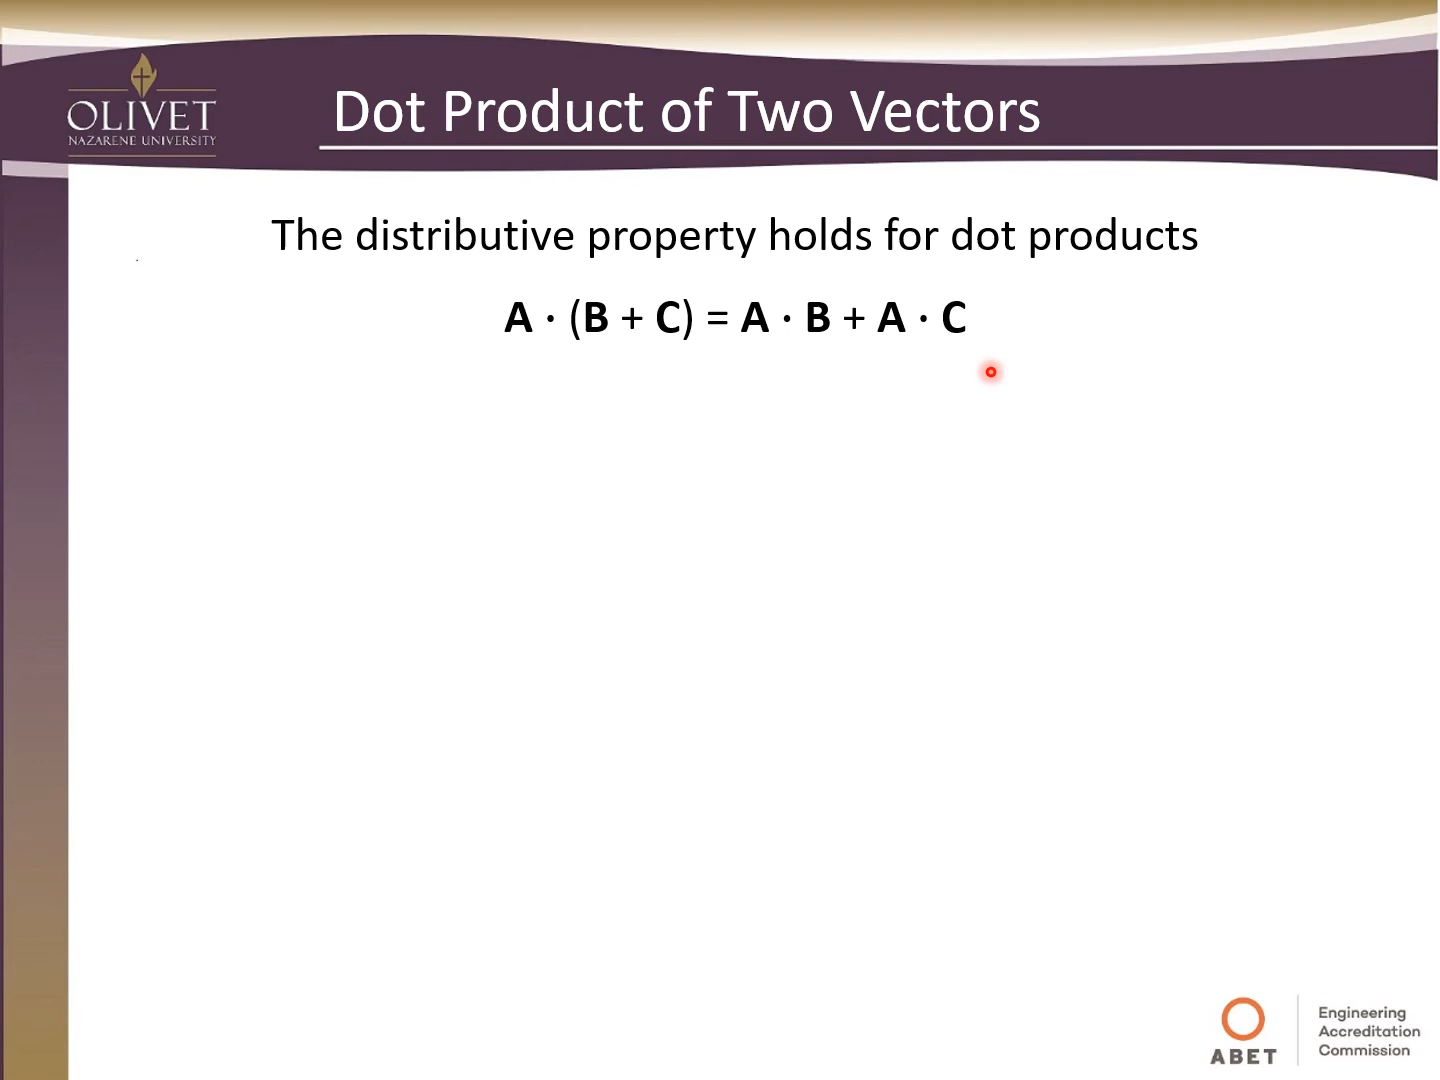 OLIVET
NAZARENE UNIVERSITY
Dot Product of Two Vectors
The distributive property holds for dot products
A · (B + C) = A · B + A · C
ABET
Engineering
Accreditation
Commission